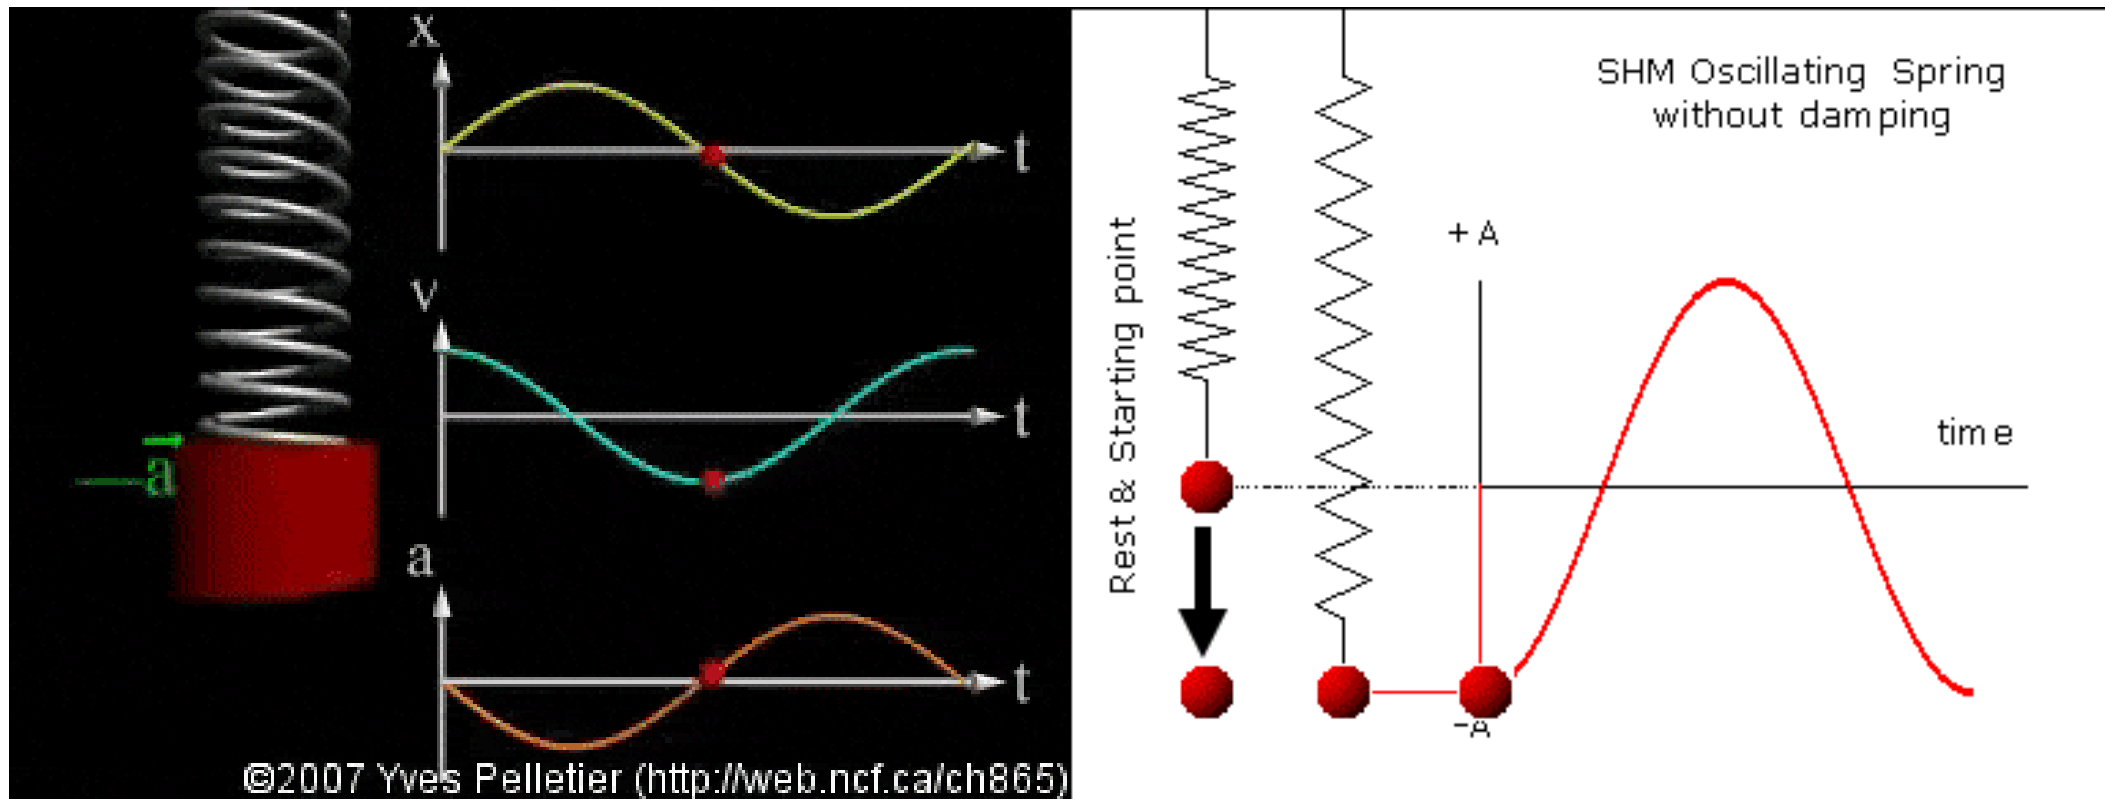 x
t
v
t
a
a
t
©2007 Yves Pelletier (http://web.ncf.ca/ch865)
SHM Oscillating Spring
without damping
Rest & Starting point
+A
time
-A